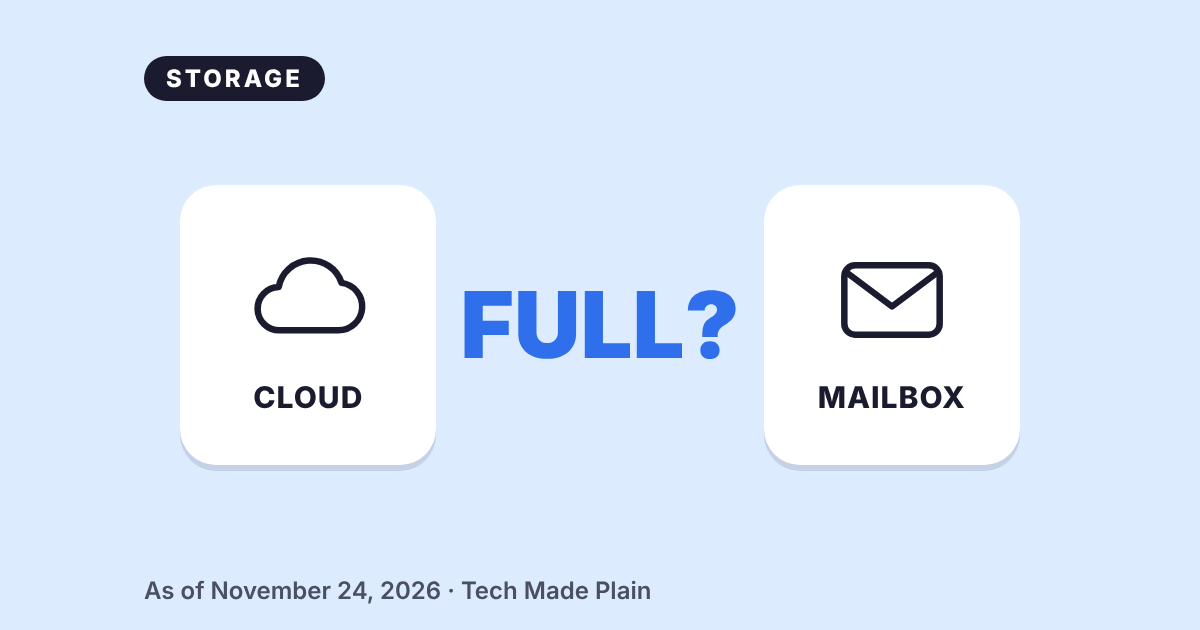 STORAGE
FULL?
CLOUD
MAILBOX
As of November 24, 2026 · Tech Made Plain